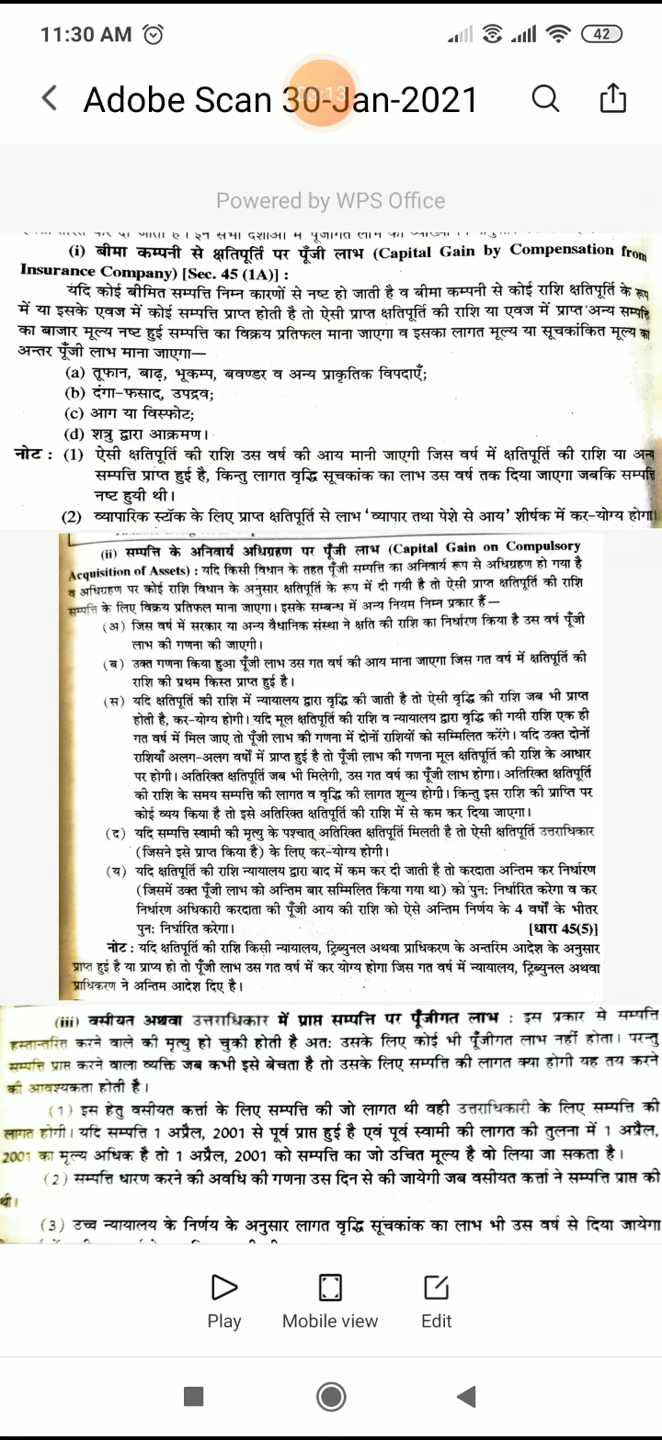 11:30 AM
42
Adobe Scan 30-Jan-2021
03:13
Powered by WPS Office
(i) बीमा कम्पनी से क्षतिपूर्ति पर पूँजी लाभ (Capital Gain by Compensation from
Insurance Company) [Sec. 45 (1A)] :
यदि कोई बीमित सम्पत्ति निम्न कारणों से नष्ट हो जाती है व बीमा कम्पनी से कोई राशि क्षतिपूर्ति के रूप
में या इसके एवज में कोई सम्पत्ति प्राप्त होती है तो ऐसी प्राप्त क्षतिपूर्ति की राशि या एवज में प्राप्त अन्य सम्पत्ति
का बाजार मूल्य नष्ट हुई सम्पत्ति का विक्रय प्रतिफल माना जाएगा व इसका लागत मूल्य या सूचकांकित मूल्य का
अन्तर पूँजी लाभ माना जाएगा—
(a) तूफान, बाढ़, भूकम्प, बवण्डर व अन्य प्राकृतिक विपदाएँ;
(b) दंगा-फसाद, उपद्रव;
(c) आग या विस्फोट;
(d) शत्रु द्वारा आक्रमण।
नोट : (1) ऐसी क्षतिपूर्ति की राशि उस वर्ष की आय मानी जाएगी जिस वर्ष में क्षतिपूर्ति की राशि या अन्य
सम्पत्ति प्राप्त हुई है, किन्तु लागत वृद्धि सूचकांक का लाभ उस वर्ष तक दिया जाएगा जबकि सम्पत्ति
नष्ट हुयी थी।
(2) व्यापारिक स्टॉक के लिए प्राप्त क्षतिपूर्ति से लाभ 'व्यापार तथा पेशे से आय' शीर्षक में कर-योग्य होगा।
(ii) सम्पत्ति के अनिवार्य अधिग्रहण पर पूँजी लाभ (Capital Gain on Compulsory
Acquisition of Assets) : यदि किसी विधान के तहत पूँजी सम्पत्ति का अनिवार्य रूप से अधिग्रहण हो गया है
व अधिग्रहण पर कोई राशि विधान के अनुसार क्षतिपूर्ति के रूप में दी गयी है तो ऐसी प्राप्त क्षतिपूर्ति की राशि
सम्पत्ति के लिए विक्रय प्रतिफल माना जाएगा। इसके सम्बन्ध में अन्य नियम निम्न प्रकार हैं—
(अ) जिस वर्ष में सरकार या अन्य वैधानिक संस्था ने क्षति की राशि का निर्धारण किया है उस वर्ष पूँजी
लाभ की गणना की जाएगी।
(ब) उक्त गणना किया हुआ पूँजी लाभ उस गत वर्ष की आय माना जाएगा जिस गत वर्ष में क्षतिपूर्ति की
राशि की प्रथम किस्त प्राप्त हुई है।
(स) यदि क्षतिपूर्ति की राशि में न्यायालय द्वारा वृद्धि की जाती है तो ऐसी वृद्धि की राशि जब भी प्राप्त
होती है, कर-योग्य होगी। यदि मूल क्षतिपूर्ति की राशि व न्यायालय द्वारा वृद्धि की गयी राशि एक ही
गत वर्ष में मिल जाए तो पूँजी लाभ की गणना में दोनों राशियों को सम्मिलित करेंगे। यदि उक्त दोनों
राशियाँ अलग-अलग वर्षों में प्राप्त हुई है तो पूँजी लाभ की गणना मूल क्षतिपूर्ति की राशि के आधार
पर होगी। अतिरिक्त क्षतिपूर्ति जब भी मिलेगी, उस गत वर्ष का पूँजी लाभ होगा। अतिरिक्त क्षतिपूर्ति
की राशि के समय सम्पत्ति की लागत व वृद्धि की लागत शून्य होगी। किन्तु इस राशि की प्राप्ति पर
कोई व्यय किया है तो इसे अतिरिक्त क्षतिपूर्ति की राशि में से कम कर दिया जाएगा।
(द) यदि सम्पत्ति स्वामी की मृत्यु के पश्चात् अतिरिक्त क्षतिपूर्ति मिलती है तो ऐसी क्षतिपूर्ति उत्तराधिकार
(जिसने इसे प्राप्त किया है) के लिए कर-योग्य होगी।
(य) यदि क्षतिपूर्ति की राशि न्यायालय द्वारा बाद में कम कर दी जाती है तो करदाता अन्तिम कर निर्धारण
(जिसमें उक्त पूँजी लाभ को अन्तिम बार सम्मिलित किया गया था) को पुनः निर्धारित करेगा व कर
निर्धारण अधिकारी करदाता की पूँजी आय की राशि को ऐसे अन्तिम निर्णय के 4 वर्षों के भीतर
पुनः निर्धारित करेगा। [धारा 45(5)]
नोट : यदि क्षतिपूर्ति की राशि किसी न्यायालय, ट्रिब्यूनल अथवा प्राधिकरण के अन्तरिम आदेश के अनुसार
प्राप्त हुई है या प्राप्य हो तो पूँजी लाभ उस गत वर्ष में कर योग्य होगा जिस गत वर्ष में न्यायालय, ट्रिब्यूनल अथवा
प्राधिकरण ने अन्तिम आदेश दिए है।
(iii) वसीयत अथवा उत्तराधिकार में प्राप्त सम्पत्ति पर पूँजीगत लाभ : इस प्रकार से सम्पत्ति
हस्तान्तरित करने वाले की मृत्यु हो चुकी होती है अतः उसके लिए कोई भी पूँजीगत लाभ नहीं होता। परन्तु
सम्पत्ति प्राप्त करने वाला व्यक्ति जब कभी इसे बेचता है तो उसके लिए सम्पत्ति की लागत क्या होगी यह तय करने
की आवश्यकता होती है।
(1) इस हेतु वसीयत कर्त्ता के लिए सम्पत्ति की जो लागत थी वही उत्तराधिकारी के लिए सम्पत्ति की
लागत होगी। यदि सम्पत्ति 1 अप्रैल, 2001 से पूर्व प्राप्त हुई है एवं पूर्व स्वामी की लागत की तुलना में 1 अप्रैल,
2001 का मूल्य अधिक है तो 1 अप्रैल, 2001 को सम्पत्ति का जो उचित मूल्य है वो लिया जा सकता है।
(2) सम्पत्ति धारण करने की अवधि की गणना उस दिन से की जायेगी जब वसीयत कर्त्ता ने सम्पत्ति प्राप्त की
थी।
(3) उच्च न्यायालय के निर्णय के अनुसार लागत वृद्धि सूचकांक का लाभ भी उस वर्ष से दिया जायेगा
Play
Mobile view
Edit